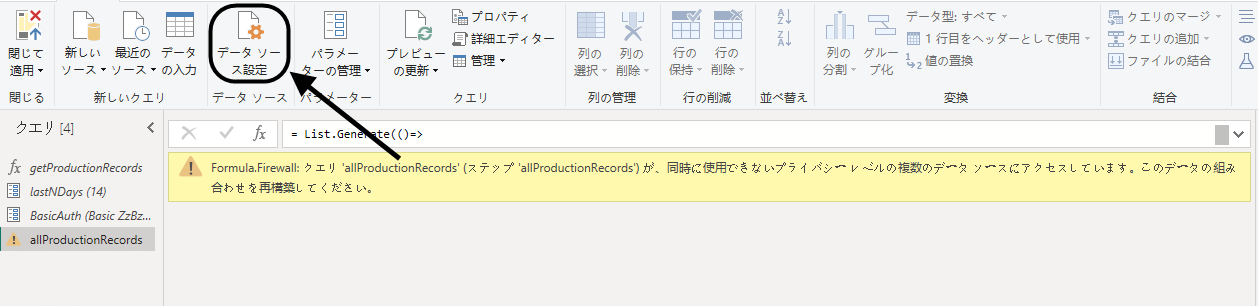 閉じて
適用
新しい
ソース
最近の
ソース
データ
の入力
データ ソー
ス設定
パラメー
ターの管理
プレビュー
の更新
プロパティ
詳細エディター
管理
列の
選択
列の
削除
行の
保持
行の
削除
列の
分割
グルー
プ化
データ型: すべて
1 行目をヘッダーとして使用
値の置換
クエリのマージ
クエリの追加
ファイルの結合
閉じる
新しいクエリ
データ ソース
パラメーター
クエリ
列の管理
行の削減
並べ替え
変換
結合
クエリ [4]
fx
= List.Generate(()=>
Formula.Firewall: クエリ 'allProductionRecords' (ステップ 'allProductionRecords') が、同時に使用できないプライバシー レベルの複数のデータ ソースにアクセスしています。このデータの組み
合わせを再構築してください。
fx getProductionRecords
lastNDays (14)
BasicAuth (Basic ZzBz...
allProductionRecords